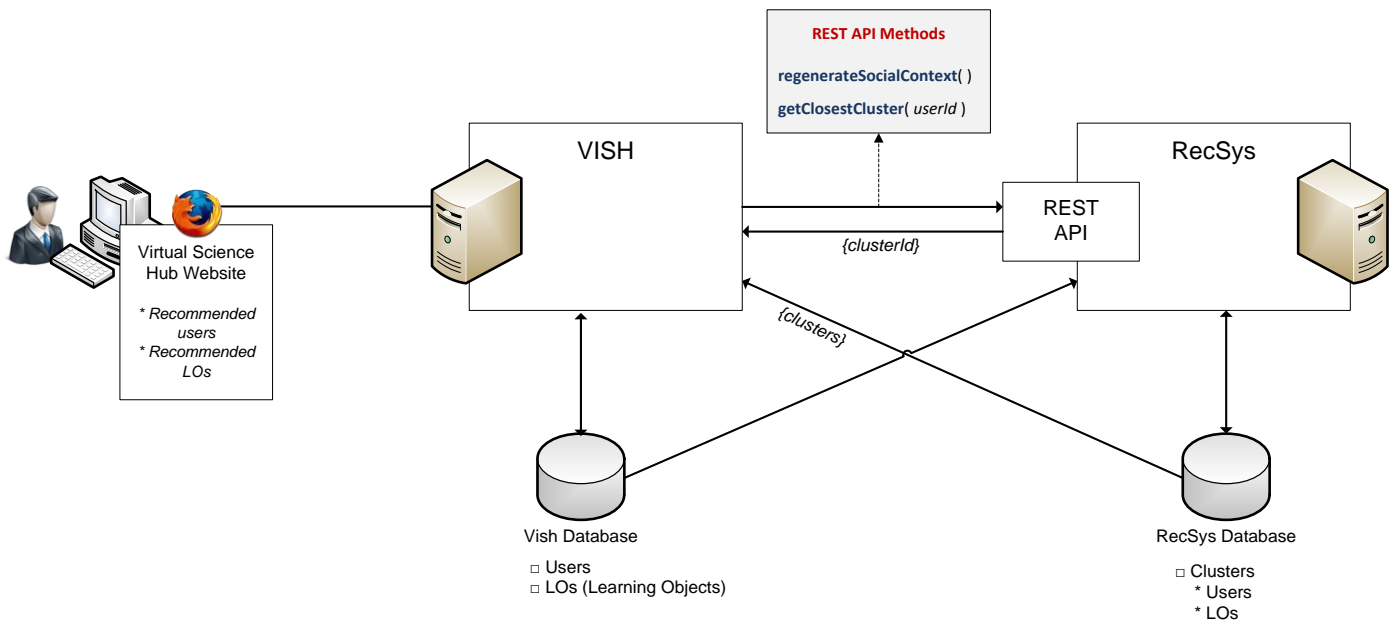 REST API Methods
regenerateSocialContext( )
getClosestCluster( userId )
VISH
RecSys
REST
API
{clusterId}
{clusters}
Virtual Science
Hub Website
* Recommended
users
* Recommended
LOs
Vish Database
□ Users
□ LOs (Learning Objects)
RecSys Database
□ Clusters
* Users
* LOs